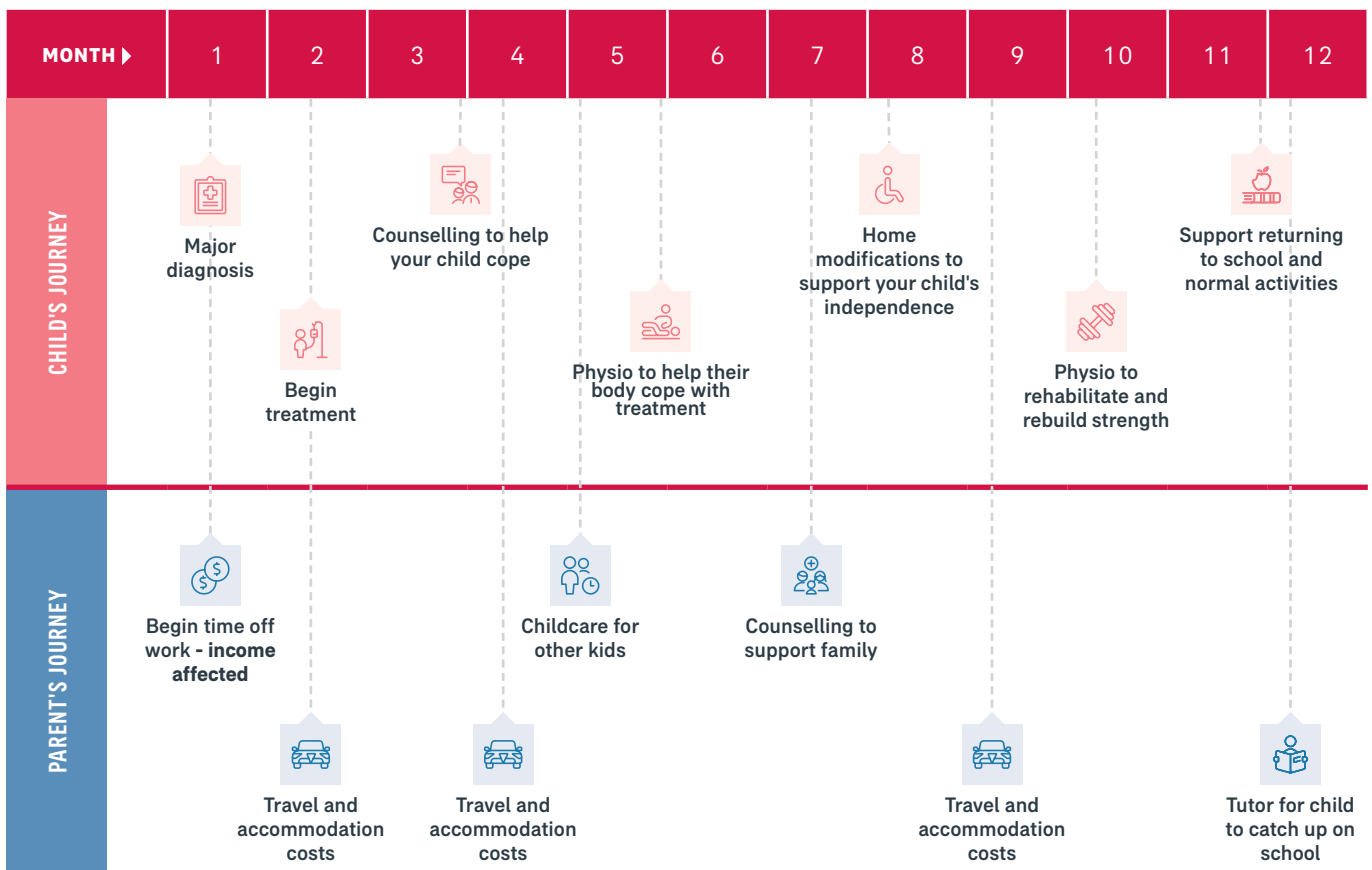 MONTH 1 2 3 4 5 6 7 8 9 10 11 12
CHILD'S JOURNEY
Major
diagnosis
Begin
treatment
Counselling to help
your child cope
Physio to help their
body cope with
treatment
Home
modifications to
support your child's
independence
Physio to
rehabilitate and
rebuild strength
Support returning
to school and
normal activities
PARENT'S JOURNEY
Begin time off
work - income
affected
Travel and
accommodation
costs
Travel and
accommodation
costs
Childcare for
other kids
Counselling to
support family
Travel and
accommodation
costs
Tutor for child
to catch up on
school